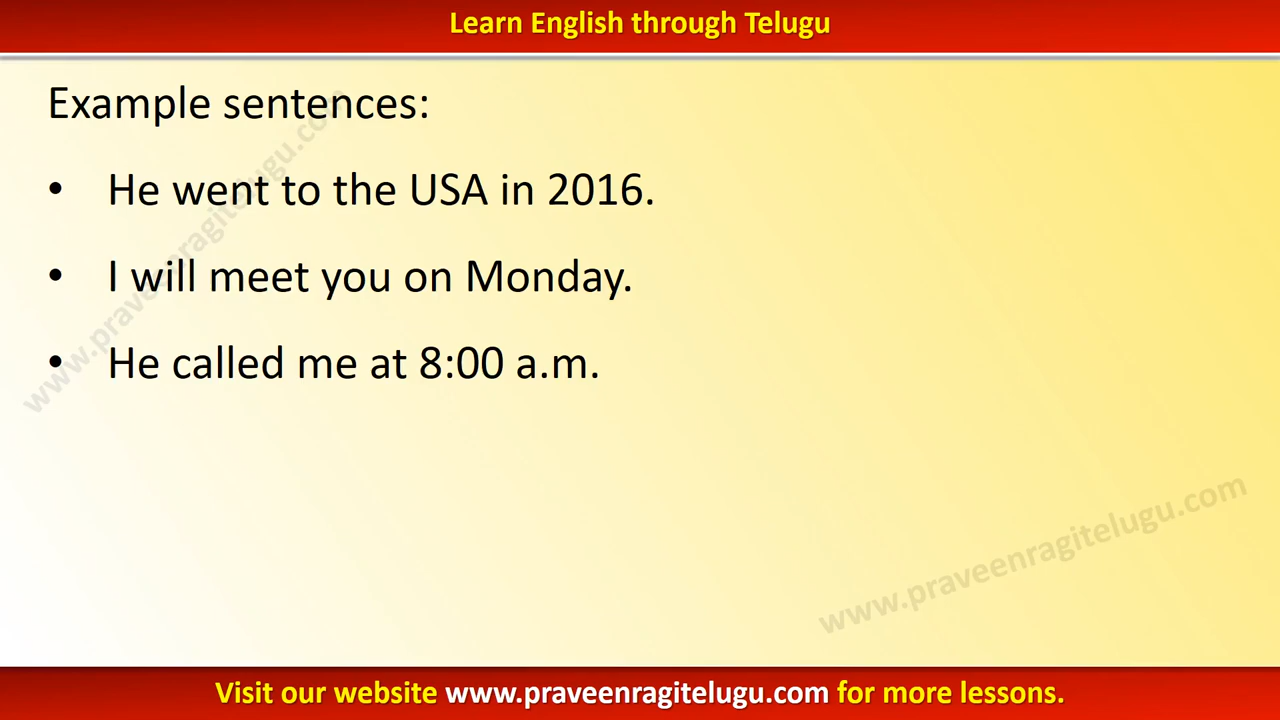 Learn English through Telugu
Example sentences:
• He went to the USA in 2016.
• I will meet you on Monday.
• He called me at 8:00 a.m.
www.praveenragitelugu.com
www.praveenragitelugu.com
Visit our website www.praveenragitelugu.com for more lessons.